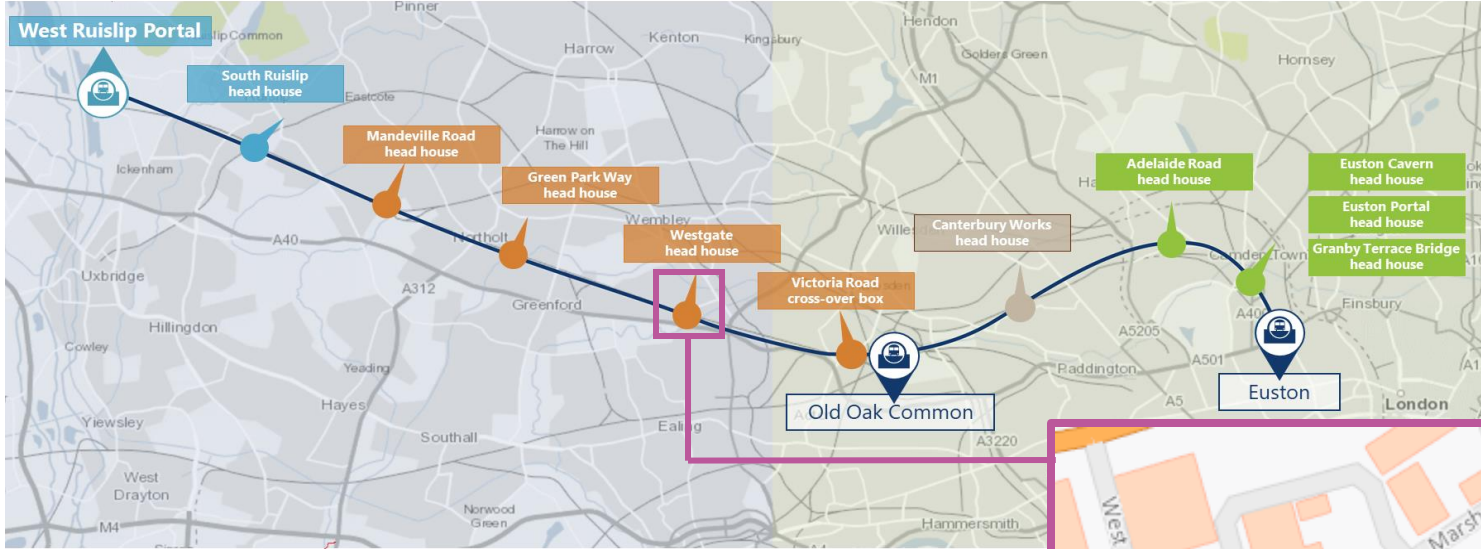 Pinner
Hendon
West Ruislip Portal
slip Common
Kenton
Kingsbury
Harrow
Golders Green
Hornsey
South Ruislip
head house
M1
Eastcote
Mandeville Road
head house
Harrow on
The Hill
Ickenham
Adelaide Road
head house
Euston Cavern
head house
Green Park Way
head house
Euston Portal
head house
Wembley
Westgate
head house
Canterbury Works
head house
A40
Northolt
Camden Town
Granby Terrace Bridge
head house
Uxbridge
A312
Victoria Road
cross-over box
Greenford
Finsbury
Hillingdon
A5205
Cowley
Yeading
A501
Paddington
Euston
Old Oak Common
Hayes
A5
London
Yiewsley
Ealing
Southall
A3220
West
Drayton
Norwood
Green
West
Marsh
M4
Hammersmith
A4